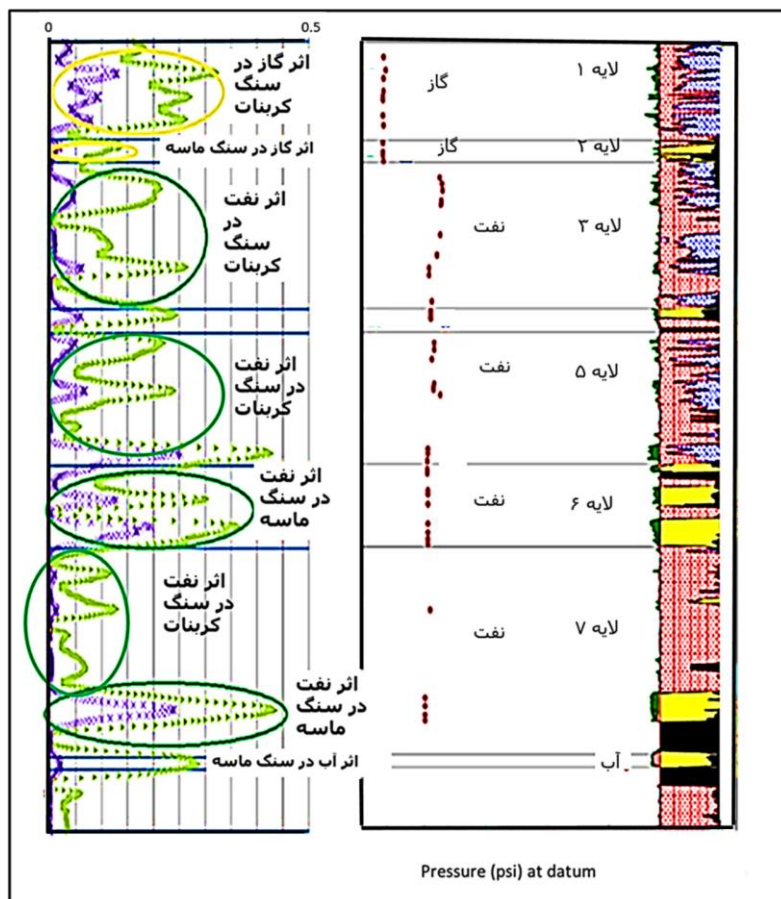 0
0.5
اثر گاز در
سنگ
کربنات
اثر گاز در سنگ ماسه
اثر نفت
در
سنگ
کربنات
اثر نفت
در سنگ
کربنات
اثر نفت
در سنگ
ماسه
اثر نفت
در سنگ
کربنات
اثر نفت
در سنگ
ماسه
اثر آب در سنگ ماسه
لایه ۱
گاز
لایه ۲
گاز
لایه ۳
نفت
لایه ۵
نفت
لایه ۶
نفت
لایه ۷
نفت
آب
Pressure (psi) at datum